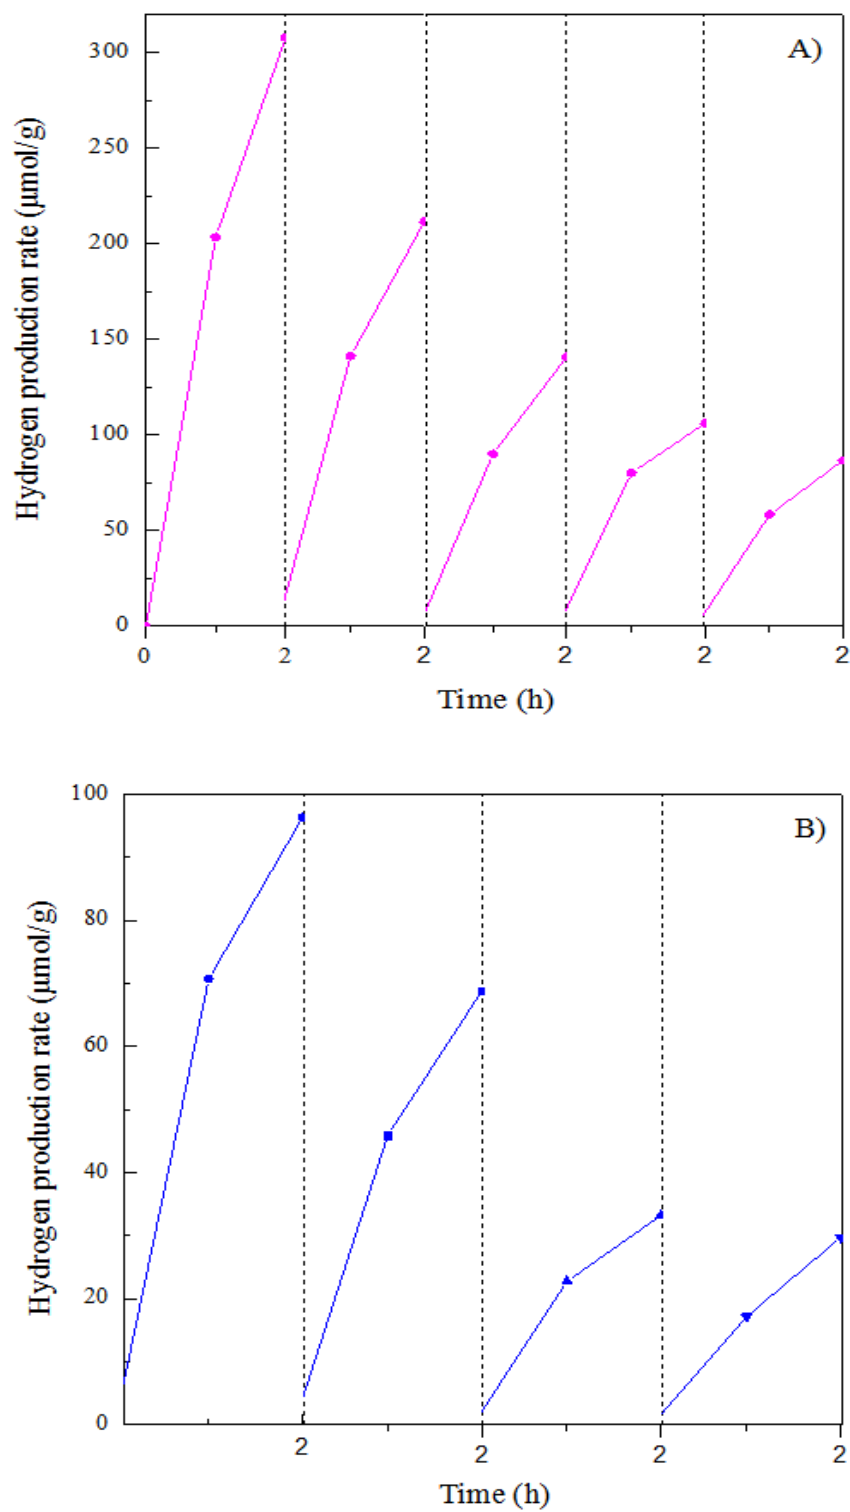 A)
300
250
200
150
100
50
0
Hydrogen production rate (μmol/g)
0 2 2 2 2 2
Time (h)
B)
100
80
60
40
20
0
Hydrogen production rate (μmol/g)
2 2 2 2
Time (h)